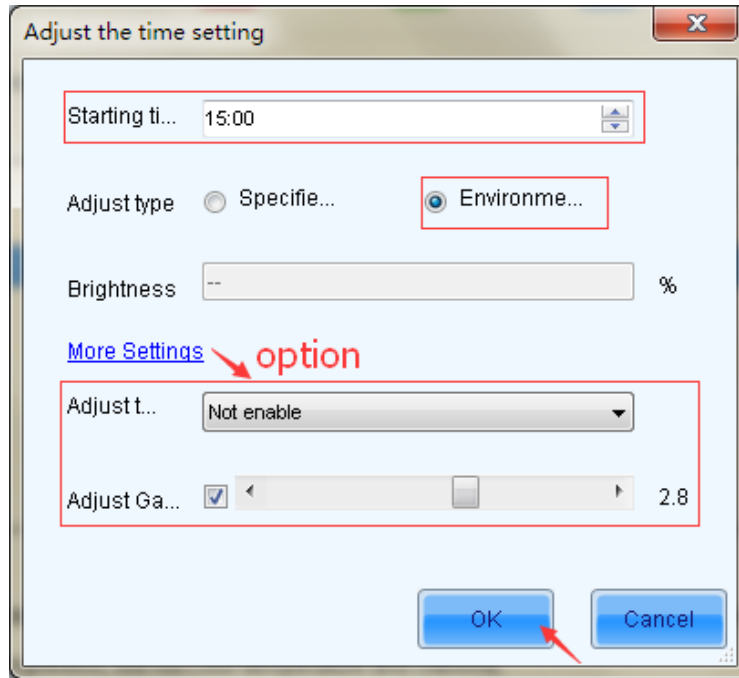 Adjust the time setting
Starting ti... 15:00
Adjust type Specifie... Environme...
Brightness -- %
More Settings option
Adjust t... Not enable
Adjust Ga... 2.8
OK Cancel